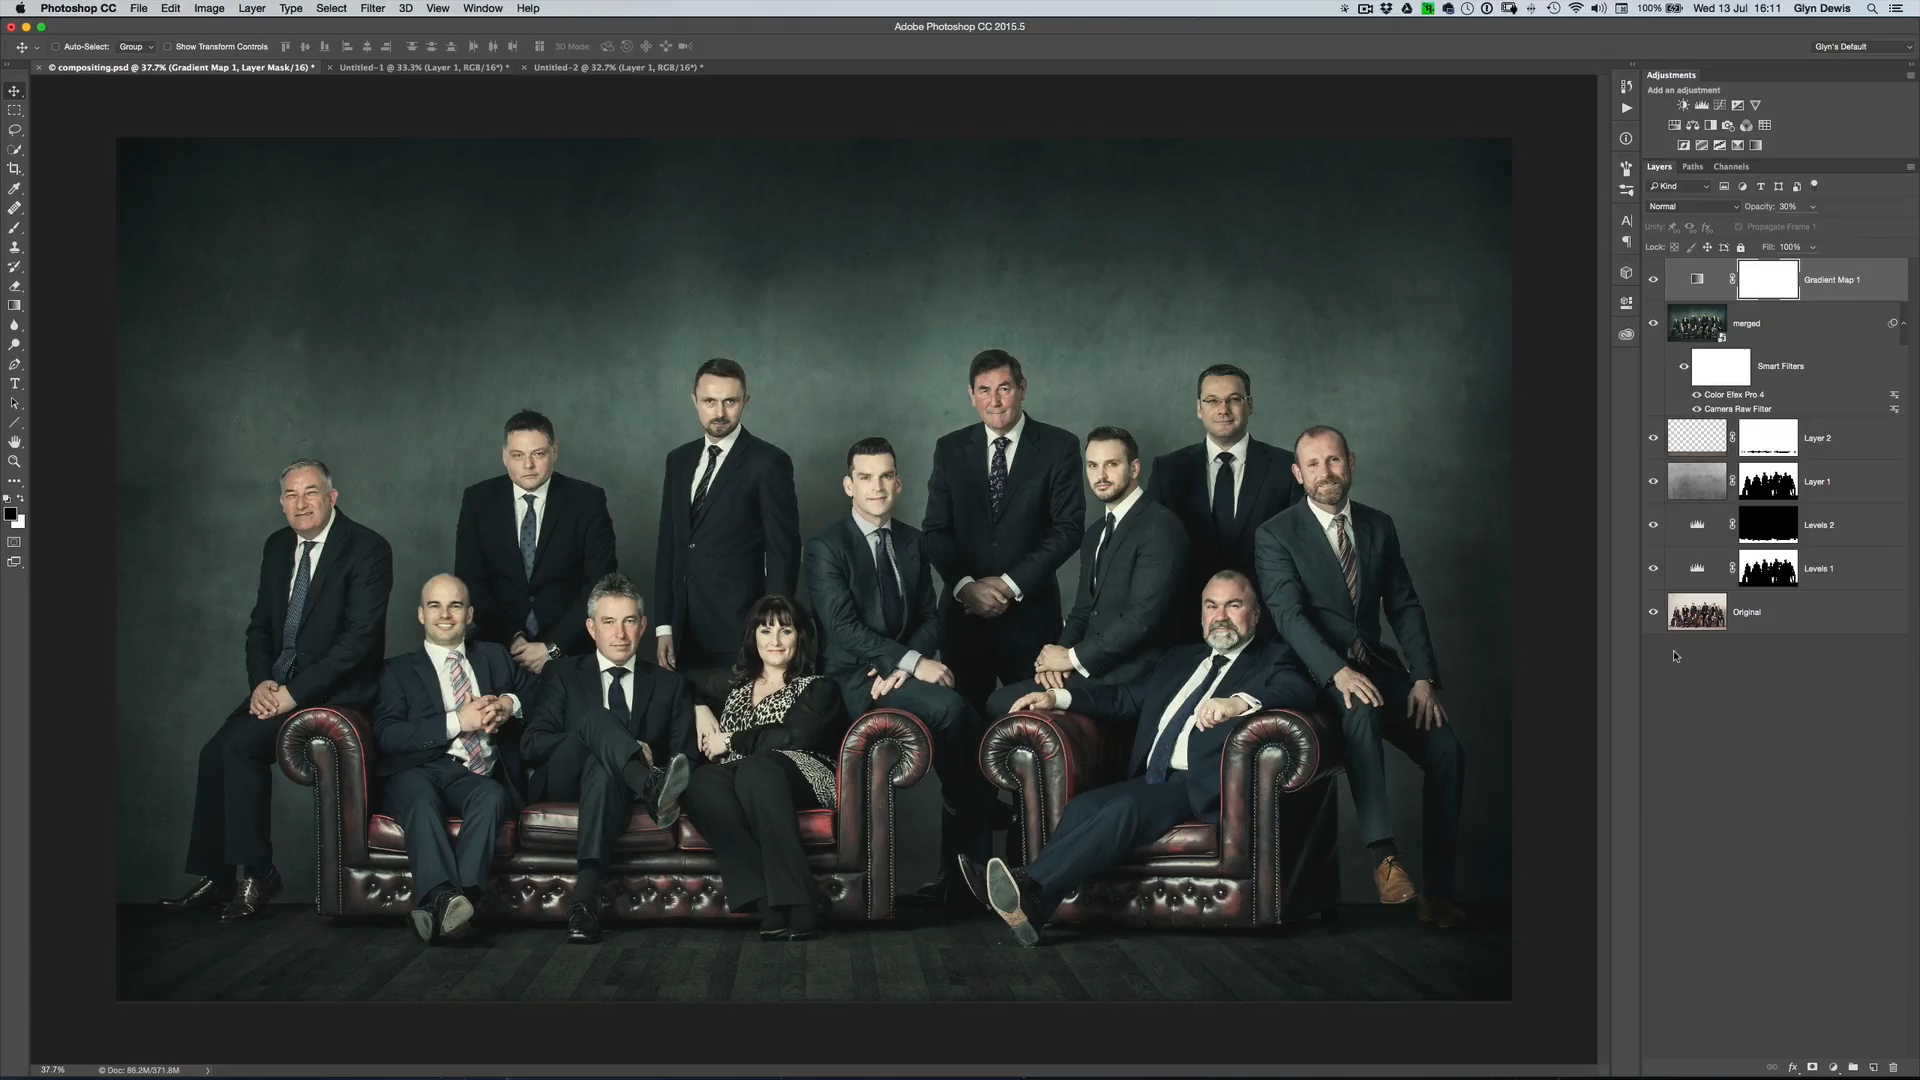 Photoshop CC File Edit Image Layer Type Select Filter 3D View Window Help 100% Wed 13 Jul 16:11 Glyn Dewis
Adobe Photoshop CC 2015.5
Auto-Select: Group Show Transform Controls 3D Mode: Glyn's Default
© compositing.psd @ 37.7% (Gradient Map 1, Layer Mask/16) * Untitled-1 @ 33.3% (Layer 1, RGB/16*) * Untitled-2 @ 32.7% (Layer 1, RGB/16*) *
Adjustments
Add an adjustment
Layers Paths Channels
Kind
Normal Opacity: 30%
Unify: Propagate Frame 1
Lock: Fill: 100%
Gradient Map 1
merged
Smart Filters
Color Efex Pro 4
Camera Raw Filter
Layer 2
Layer 1
Levels 2
Levels 1
Original
37.7% © Doc: 86.2M/371.8M